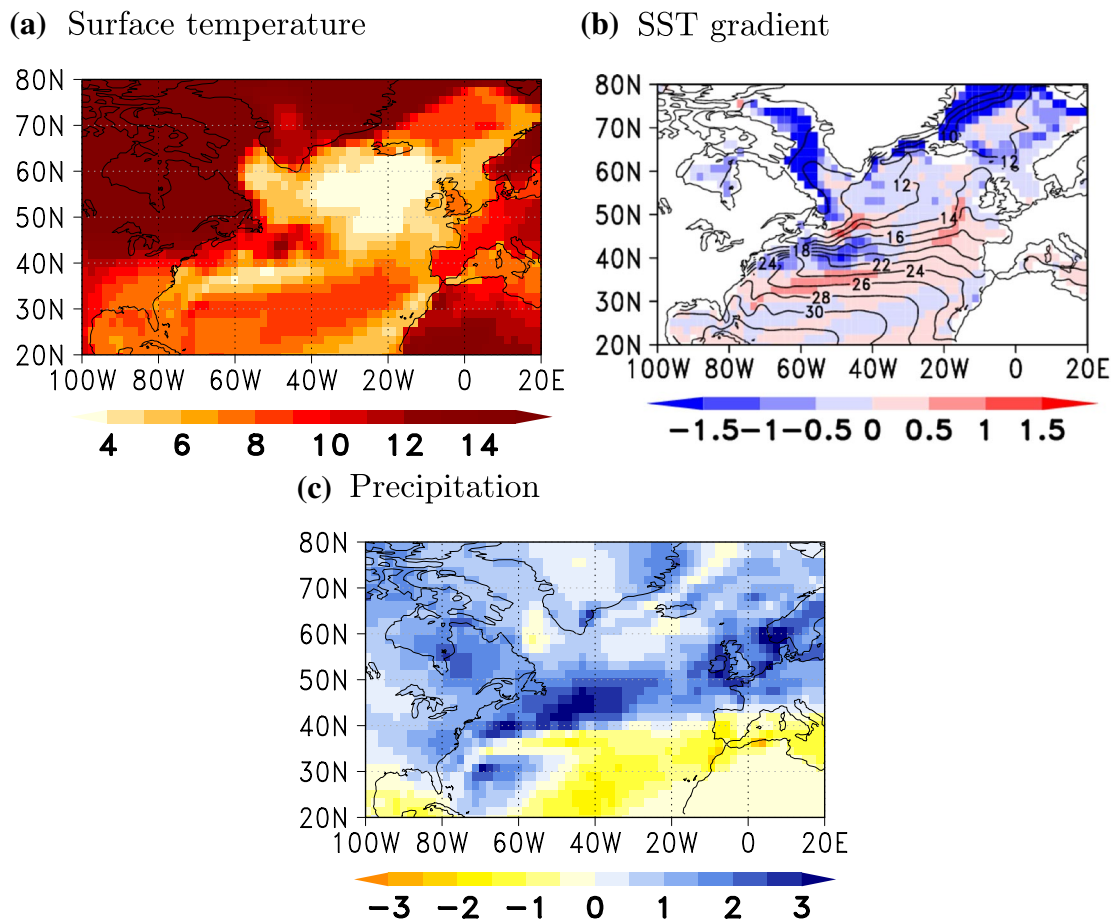 (a) Surface temperature
(b) SST gradient
80N
70N
60N
50N
40N
30N
20N
100W 80W 60W 40W 20W 0 20E
4 6 8 10 12 14
80N
70N
60N
50N
40N
30N
20N
0
12
12
14
16
18
24
22
24
26
28
30
100W 80W 60W 40W 20W 0 20E
−1.5 −1 −0.5 0 0.5 1 1.5
(c) Precipitation
80N
70N
60N
50N
40N
30N
20N
100W 80W 60W 40W 20W 0 20E
−3 −2 −1 0 1 2 3